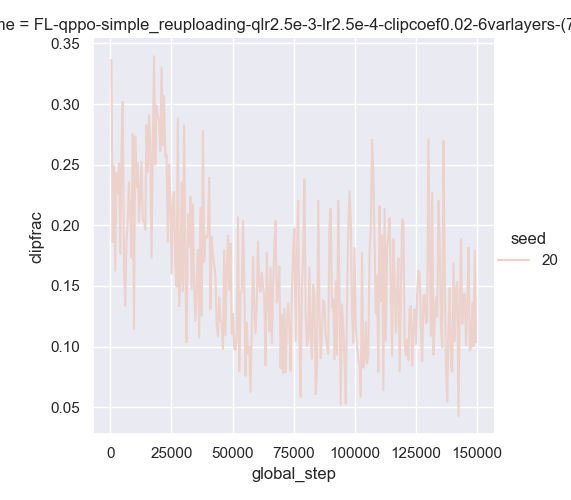 ne = FL-qppo-simple_reuploading-qlr2.5e-3-lr2.5e-4-clipcoef0.02-6varlayers-(7
0.35
0.30
0.25
0.20
0.15
0.10
0.05
clipfrac
0 25000 50000 75000 100000 125000 150000
global_step
seed
20